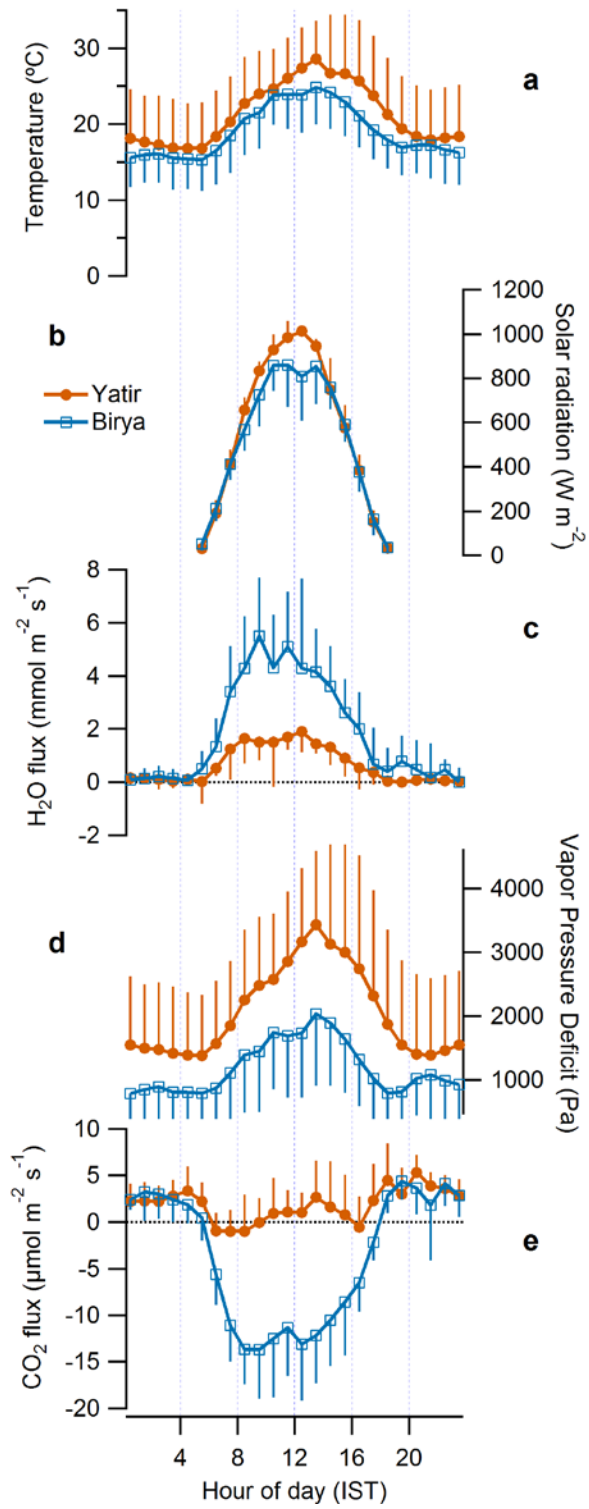 Temperature (ºC)
30
20
10
0
a
b
Yatir
Birya
1200
1000
800
600
400
200
0
Solar radiation (W m-2)
H2O flux (mmol m-2 s-1)
8
6
4
2
0
-2
c
d
4000
3000
2000
1000
Vapor Pressure Deficit (Pa)
CO2 flux (µmol m-2 s-1)
10
5
0
-5
-10
-15
-20
e
4 8 12 16 20
Hour of day (IST)